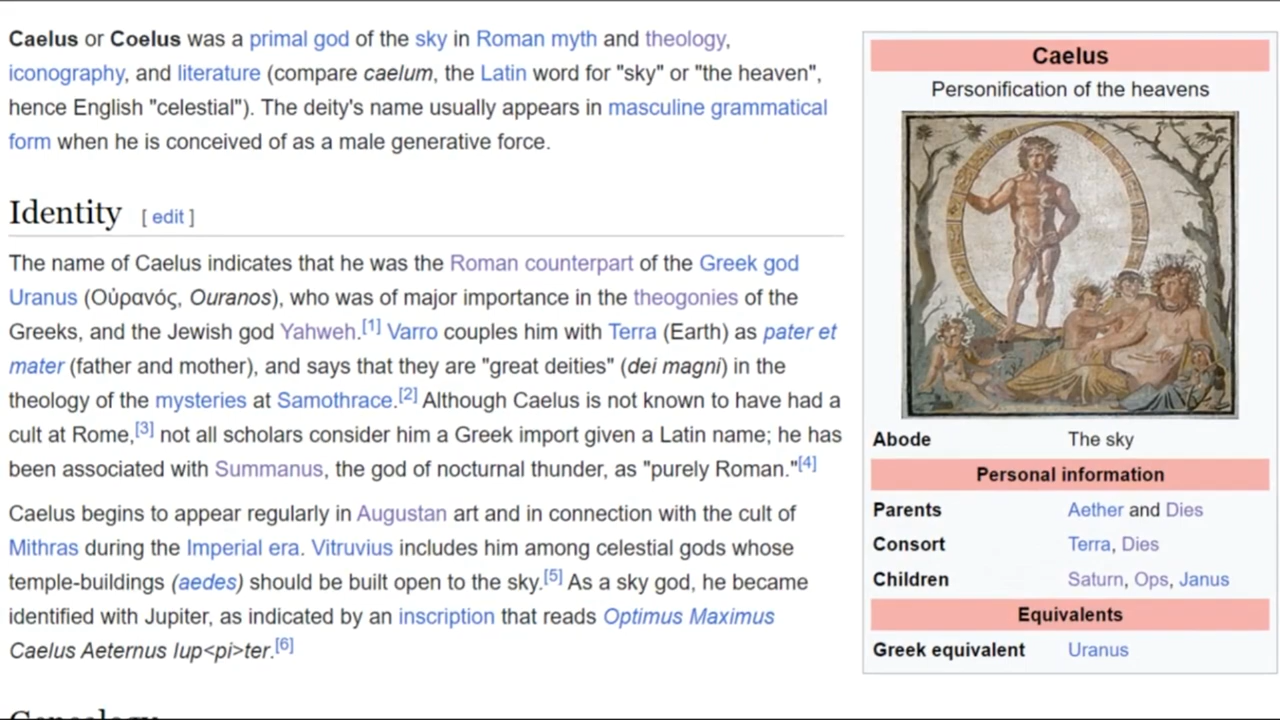 Caelus or Coelus was a primal god of the sky in Roman myth and theology,
iconography, and literature (compare caelum, the Latin word for "sky" or "the heaven",
hence English "celestial"). The deity's name usually appears in masculine grammatical
form when he is conceived of as a male generative force.
Identity [ edit ]
The name of Caelus indicates that he was the Roman counterpart of the Greek god
Uranus (Οὐρανός, Ouranos), who was of major importance in the theogonies of the
Greeks, and the Jewish god Yahweh.[1] Varro couples him with Terra (Earth) as pater et
mater (father and mother), and says that they are "great deities" (dei magni) in the
theology of the mysteries at Samothrace.[2] Although Caelus is not known to have had a
cult at Rome,[3] not all scholars consider him a Greek import given a Latin name; he has
been associated with Summanus, the god of nocturnal thunder, as "purely Roman."[4]
Caelus begins to appear regularly in Augustan art and in connection with the cult of
Mithras during the Imperial era. Vitruvius includes him among celestial gods whose
temple-buildings (aedes) should be built open to the sky.[5] As a sky god, he became
identified with Jupiter, as indicated by an inscription that reads Optimus Maximus
Caelus Aeternus Iup<pi>ter.[6]
Genealogy
Caelus
Personification of the heavens
Abode The sky
Personal information
Parents Aether and Dies
Consort Terra, Dies
Children Saturn, Ops, Janus
Equivalents
Greek equivalent Uranus